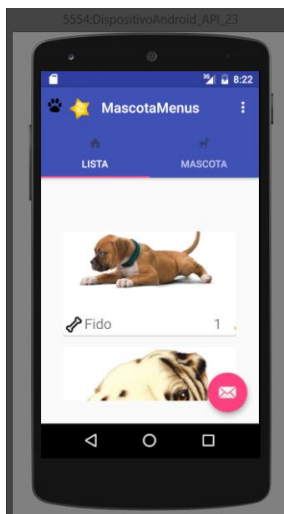 5554:DispositivoAndroid_API_23
8:22
MascotaMenus
LISTA
MASCOTA
Fido 1